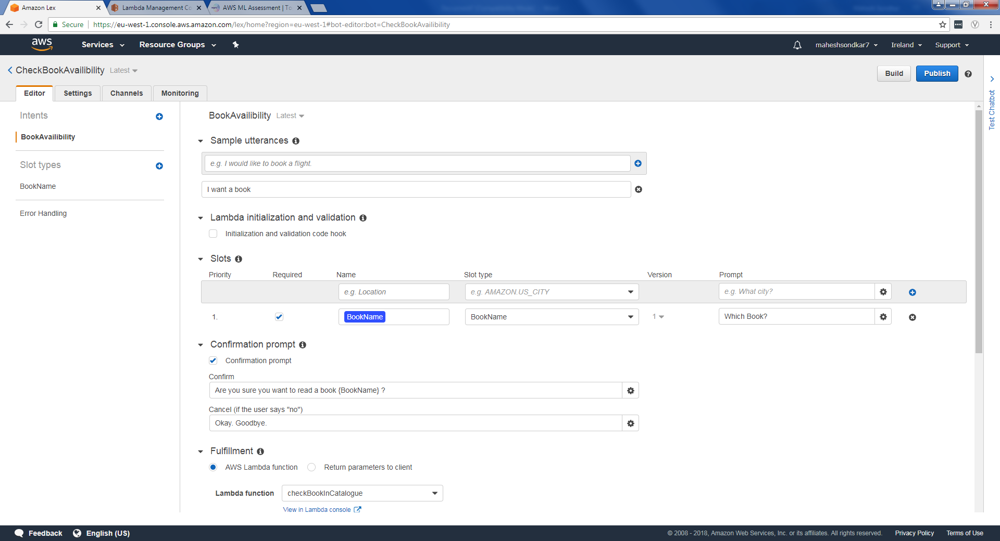 Amazon Lex
Lambda Management Co
AWS ML Assessment | To
Secure https://eu-west-1.console.aws.amazon.com/lex/home?region=eu-west-1#bot-editor:bot=CheckBookAvailibility
aws Services Resource Groups maheshsondkar7 Ireland Support
CheckBookAvailibility Latest
Build Publish
Test Chatbot
Editor Settings Channels Monitoring
Intents
BookAvailibility
Slot types
BookName
Error Handling
BookAvailibility Latest
Sample utterances
e.g. I would like to book a flight.
I want a book
Lambda initialization and validation
Initialization and validation code hook
Slots
Priority Required Name Slot type Version Prompt
e.g. Location e.g. AMAZON.US_CITY e.g. What city?
1. BookName BookName 1 Which Book?
Confirmation prompt
Confirmation prompt
Confirm
Are you sure you want to read a book {BookName} ?
Cancel (if the user says "no")
Okay. Goodbye.
Fulfillment
AWS Lambda function Return parameters to client
Lambda function checkBookInCatalogue
View in Lambda console
Feedback English (US) © 2008 - 2018, Amazon Web Services, Inc. or its affiliates. All rights reserved. Privacy Policy Terms of Use